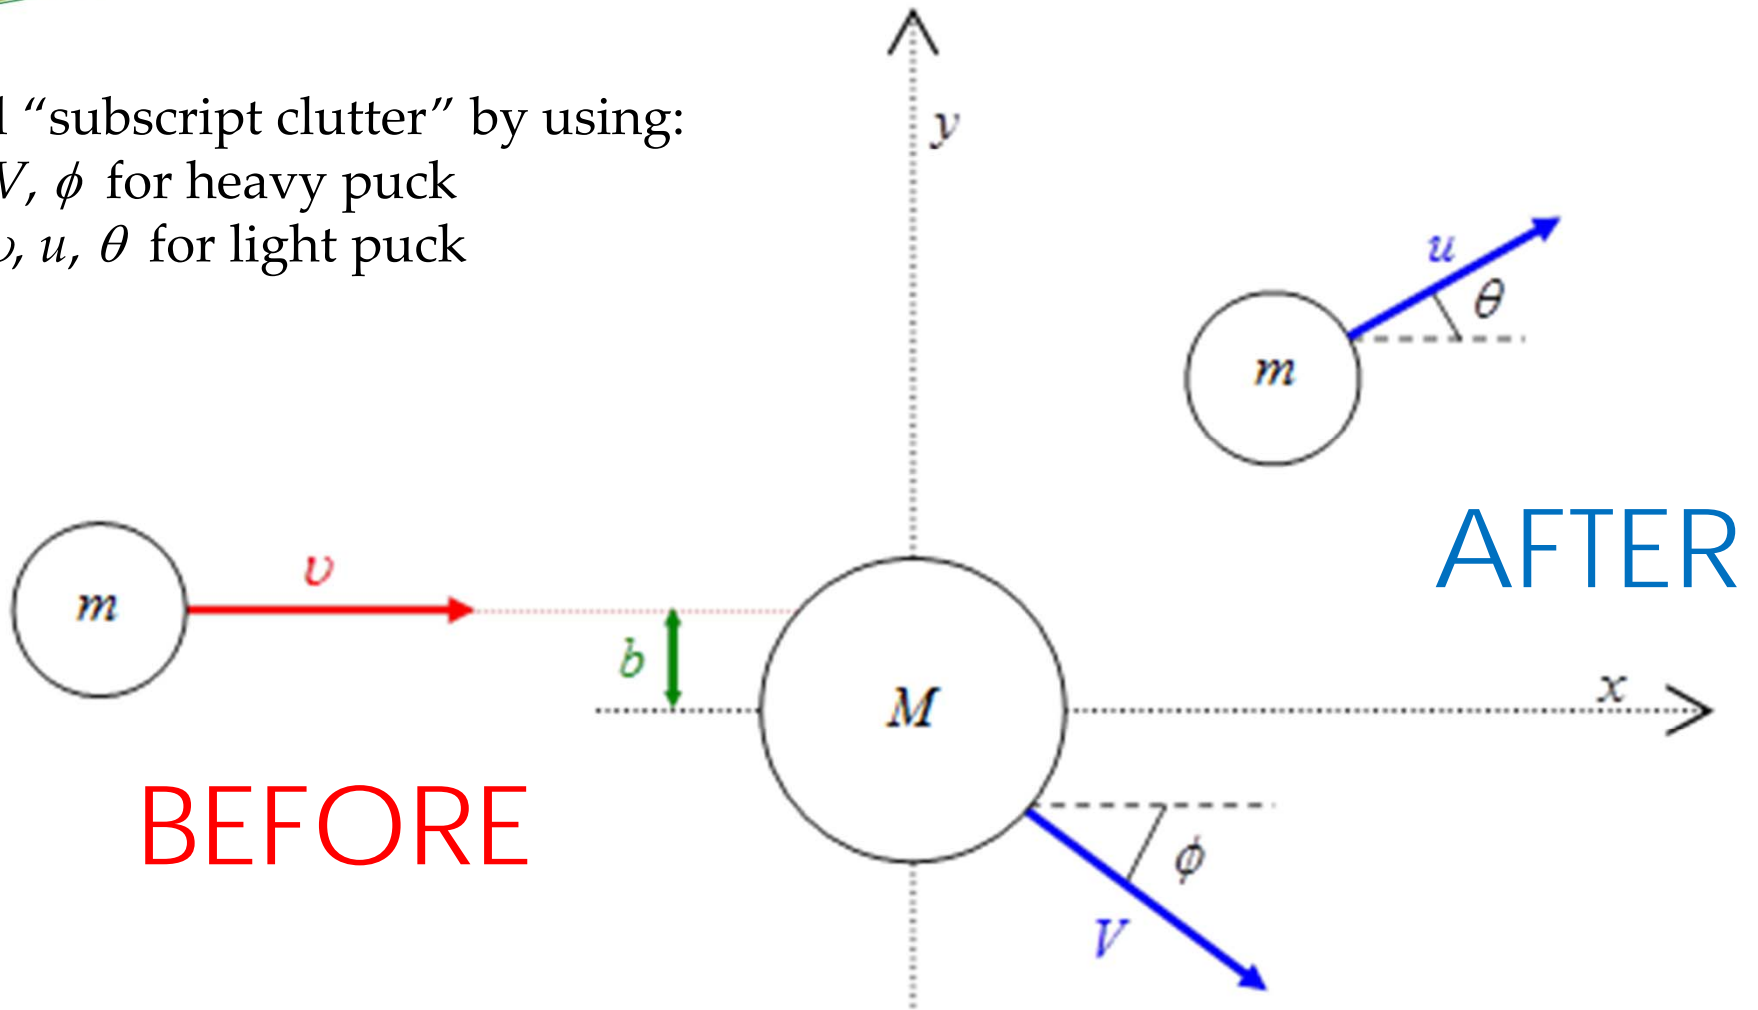 “subscript clutter” by using:
V, ϕ for heavy puck
υ, u, θ for light puck
y
u
θ
m
AFTER
υ
m
b
M
x
BEFORE
ϕ
V